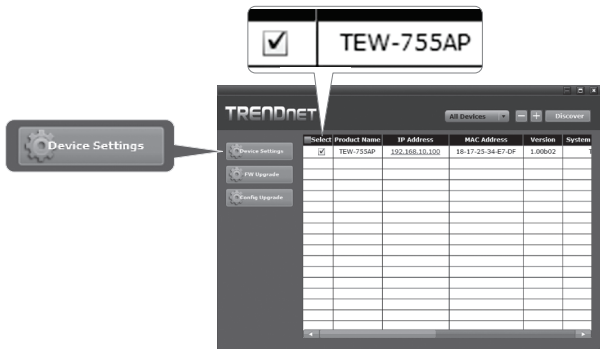 TEW-755AP
TRENDNET
All Devices
Discover
Device Settings
Device Settings
FW Upgrade
Config Upgrade
Select Product Name IP Address MAC Address Version System
TEW-755AP 192.168.10.100 18-17-25-34-E7-DF 1.00b02